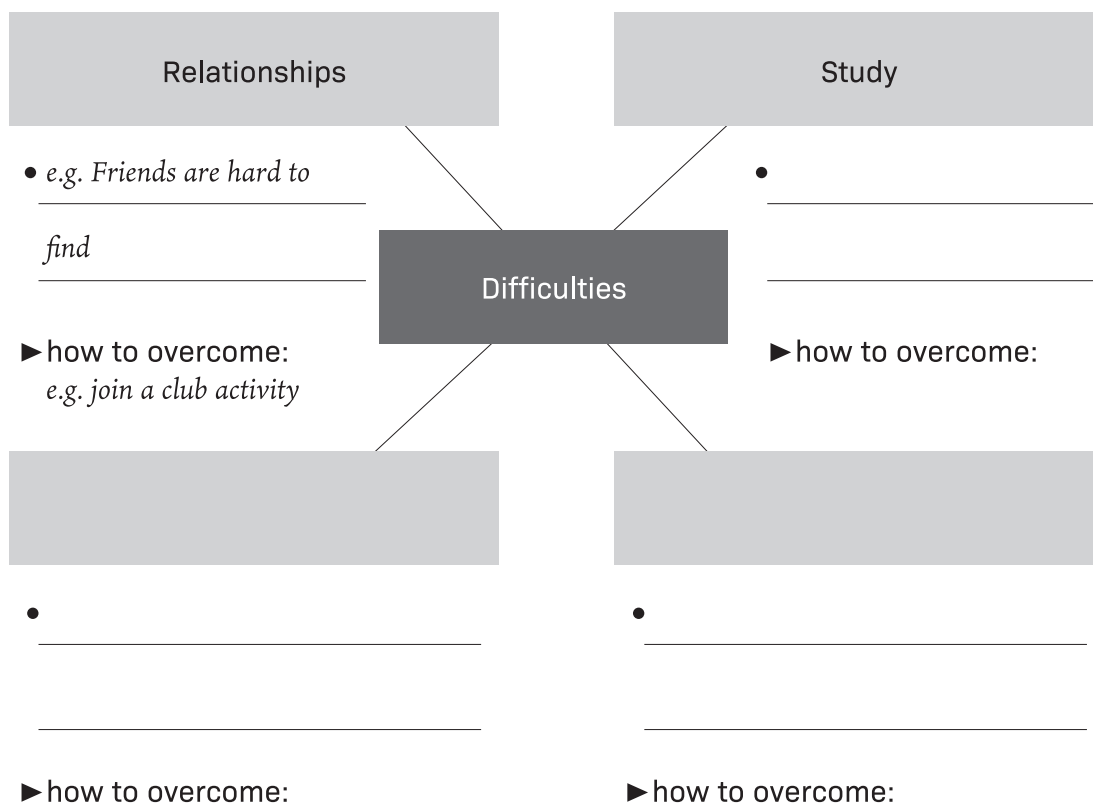 Relationships
Study
• e.g. Friends are hard to
find
•
Difficulties
►how to overcome:
e.g. join a club activity
►how to overcome:
•
•
►how to overcome:
►how to overcome: